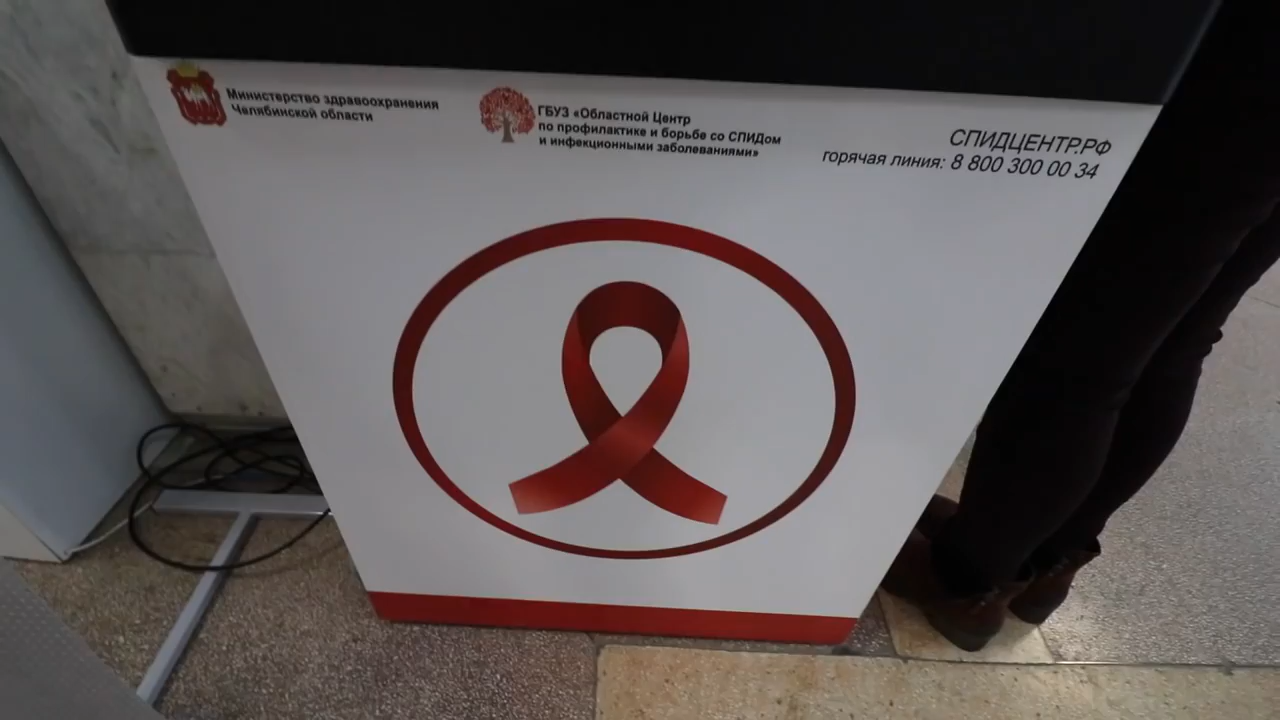 Министерство здравоохранения
Челябинской области
ГБУЗ «Областной Центр
по профилактике и борьбе со СПИДом
и инфекционными заболеваниями»
СПИДЦЕНТР.РФ
горячая линия: 8 800 300 00 34